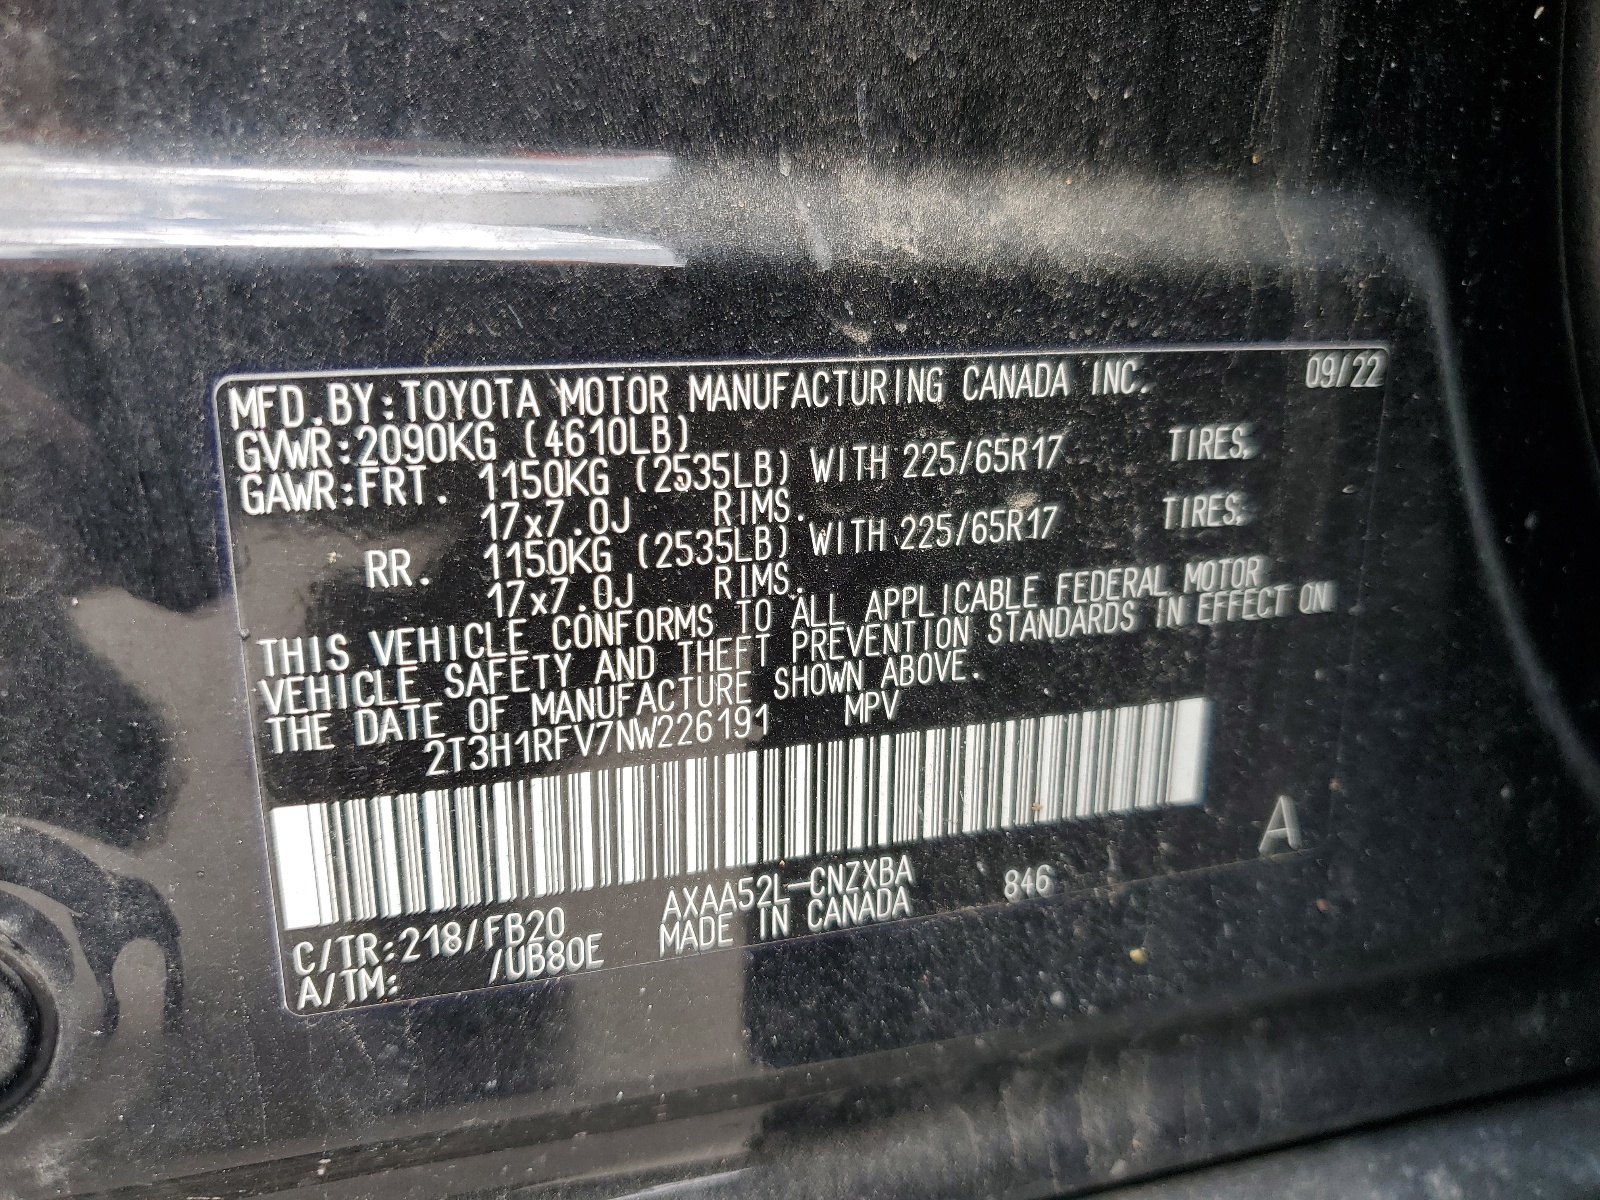 MFD.BY:TOYOTA MOTOR MANUFACTURING CANADA INC. 09/22
GVWR:2090KG (4610LB)
GAWR:FRT. 1150KG (2535LB) WITH 225/65R17 TIRES,
17x7.0J RIMS.
RR. 1150KG (2535LB) WITH 225/65R17 TIRES,
17x7.0J RIMS.
THIS VEHICLE CONFORMS TO ALL APPLICABLE FEDERAL MOTOR
VEHICLE SAFETY AND THEFT PREVENTION STANDARDS IN EFFECT ON
THE DATE OF MANUFACTURE SHOWN ABOVE.
2T3H1RFV7NW226191 MPV
A
C/TR:218/FB20 AXAA52L-CNZXBA 846
A/TM: /UB80E MADE IN CANADA